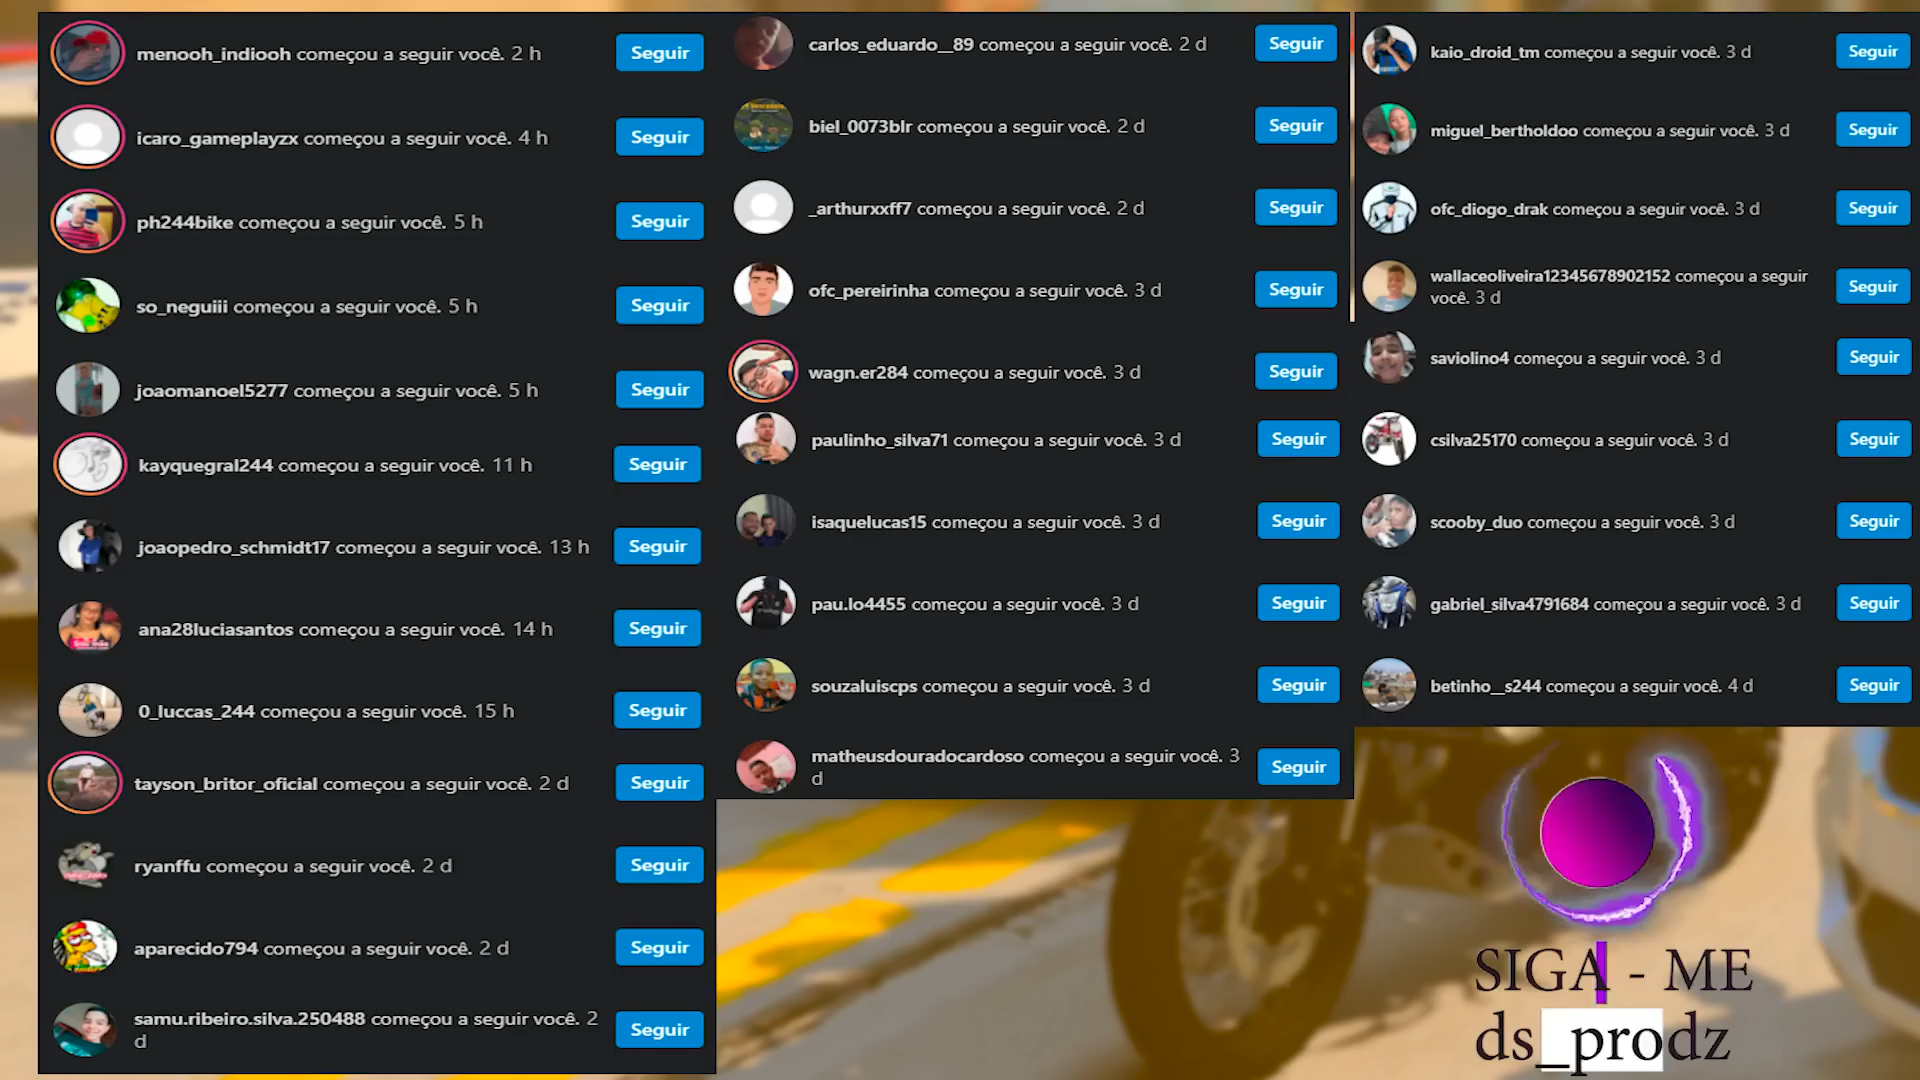 menooh_indiooh começou a seguir você. 2 h Seguir
icaro_gameplayzx começou a seguir você. 4 h Seguir
ph244bike começou a seguir você. 5 h Seguir
so_neguiii começou a seguir você. 5 h Seguir
joaomanoel5277 começou a seguir você. 5 h Seguir
kayquegral244 começou a seguir você. 11 h Seguir
joaopedro_schmidt17 começou a seguir você. 13 h Seguir
ana28luciasantos começou a seguir você. 14 h Seguir
0_luccas_244 começou a seguir você. 15 h Seguir
tayson_britor_oficial começou a seguir você. 2 d Seguir
ryanffu começou a seguir você. 2 d Seguir
aparecido794 começou a seguir você. 2 d Seguir
samu.ribeiro.silva.250488 começou a seguir você. 2
d
Seguir
carlos_eduardo__89 começou a seguir você. 2 d Seguir
biel_0073blr começou a seguir você. 2 d Seguir
_arthurxxff7 começou a seguir você. 2 d Seguir
ofc_pereirinha começou a seguir você. 3 d Seguir
wagn.er284 começou a seguir você. 3 d Seguir
paulinho_silva71 começou a seguir você. 3 d Seguir
isaquelucas15 começou a seguir você. 3 d Seguir
pau.lo4455 começou a seguir você. 3 d Seguir
souzaluiscps começou a seguir você. 3 d Seguir
matheusdouradocardoso começou a seguir você. 3
d
Seguir
kaio_droid_tm começou a seguir você. 3 d Seguir
miguel_bertholdoo começou a seguir você. 3 d Seguir
ofc_diogo_drak começou a seguir você. 3 d Seguir
wallaceoliveira12345678902152 começou a seguir
você. 3 d
Seguir
saviolino4 começou a seguir você. 3 d Seguir
csilva25170 começou a seguir você. 3 d Seguir
scooby_duo começou a seguir você. 3 d Seguir
gabriel_silva4791684 começou a seguir você. 3 d Seguir
betinho__s244 começou a seguir você. 4 d Seguir
SIGA - ME
ds_prodz